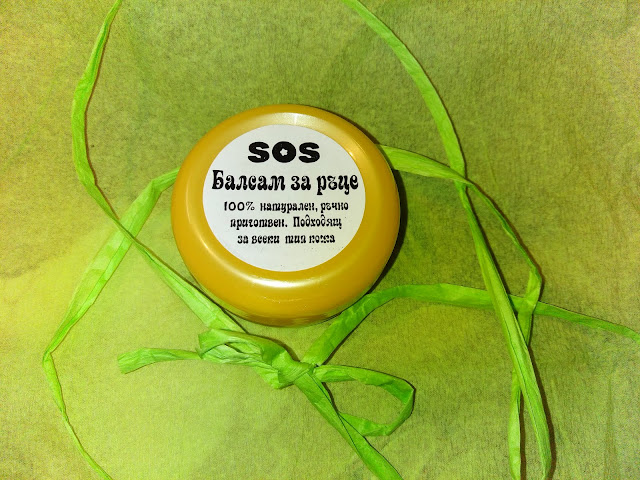 SOS
Балсам за ръце
100% натурален, ръчно
приготвен. Подходящ
за всеки тип кожа